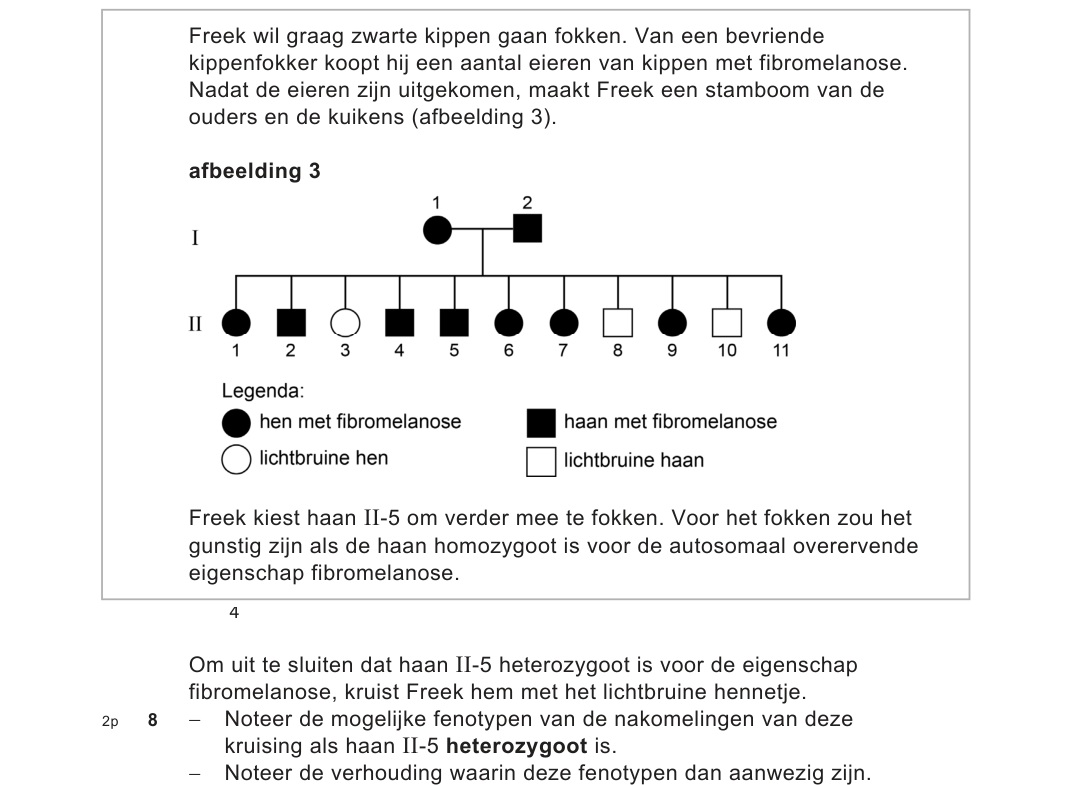 Freek wil graag zwarte kippen gaan fokken. Van een bevriende
kippenfokker koopt hij een aantal eieren van kippen met fibromelanose.
Nadat de eieren zijn uitgekomen, maakt Freek een stamboom van de
ouders en de kuikens (afbeelding 3).
afbeelding 3
1 2
I
II
1 2 3 4 5 6 7 8 9 10 11
Legenda:
hen met fibromelanose haan met fibromelanose
lichtbruine hen lichtbruine haan
Freek kiest haan II-5 om verder mee te fokken. Voor het fokken zou het
gunstig zijn als de haan homozygoot is voor de autosomaal overervende
eigenschap fibromelanose.
4
Om uit te sluiten dat haan II-5 heterozygoot is voor de eigenschap
fibromelanose, kruist Freek hem met het lichtbruine hennetje.
2p 8 – Noteer de mogelijke fenotypen van de nakomelingen van deze
kruising als haan II-5 heterozygoot is.
– Noteer de verhouding waarin deze fenotypen dan aanwezig zijn.